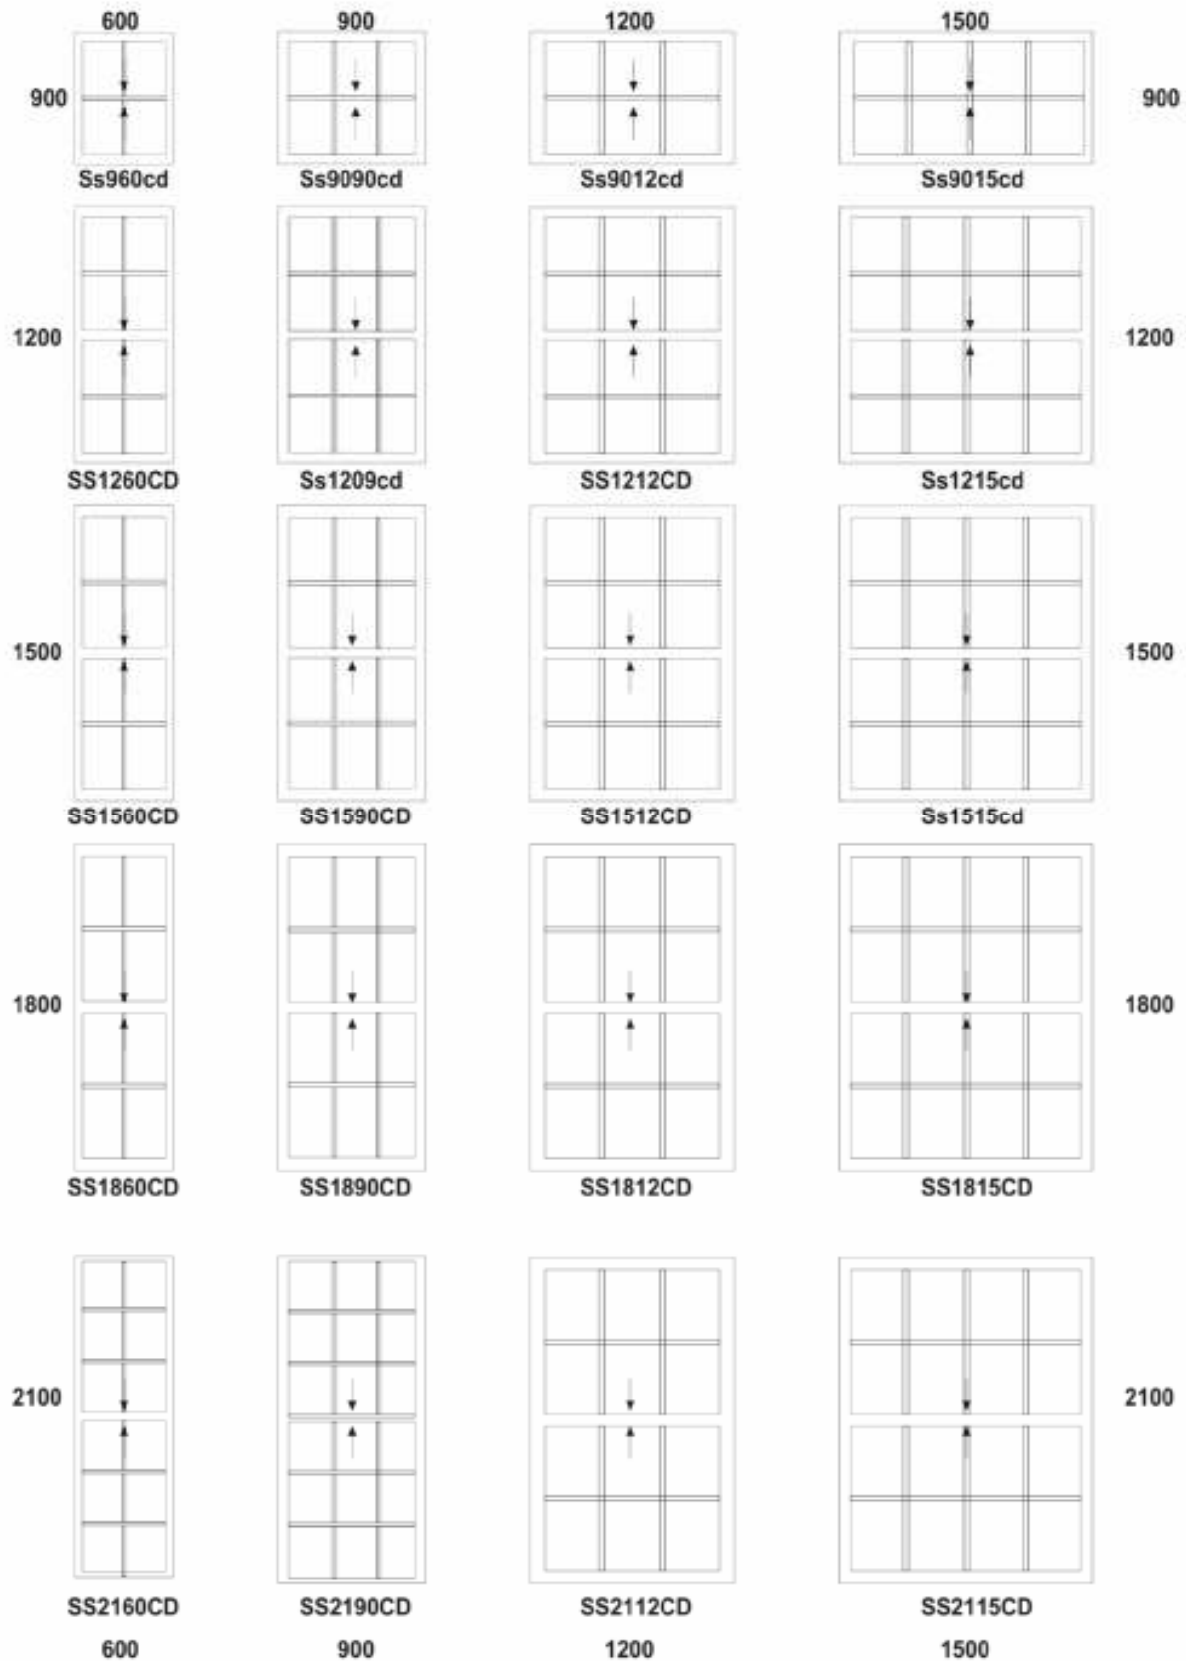 600 900 1200 1500
900 900
Ss960cd Ss9090cd Ss9012cd Ss9015cd
1200 1200
SS1260CD Ss1209cd SS1212CD Ss1215cd
1500 1500
SS1560CD SS1590CD SS1512CD Ss1515cd
1800 1800
SS1860CD SS1890CD SS1812CD SS1815CD
2100 2100
SS2160CD SS2190CD SS2112CD SS2115CD
600 900 1200 1500